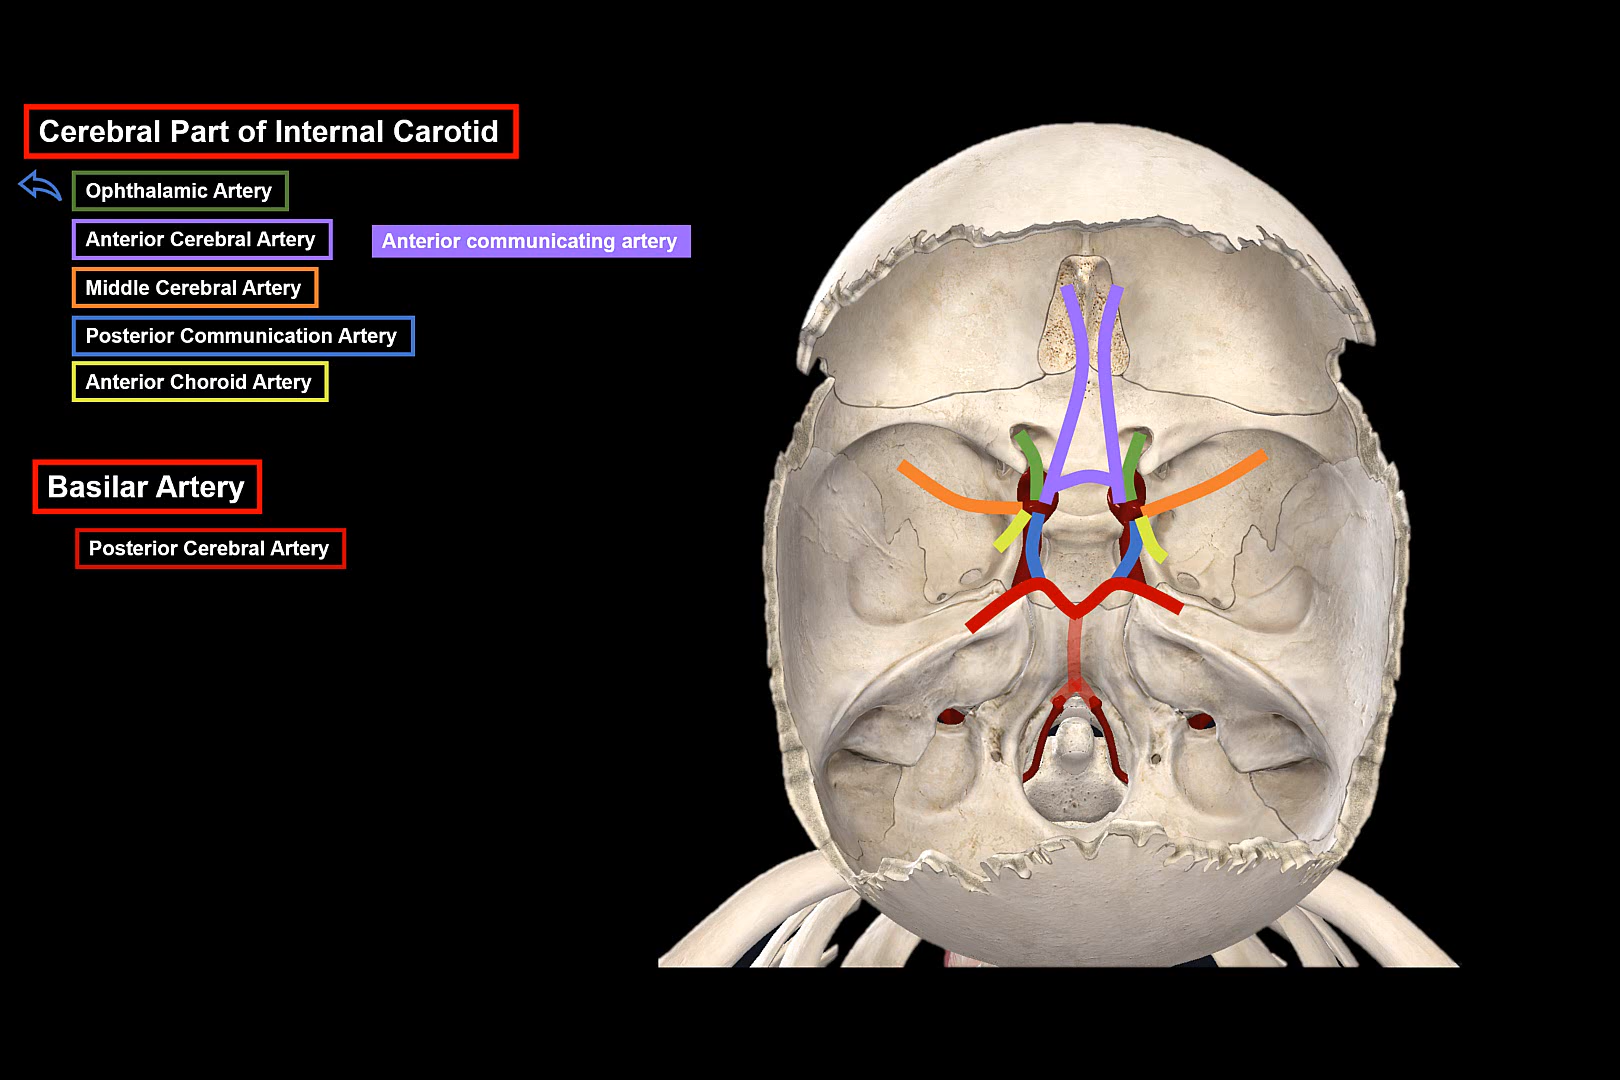 Cerebral Part of Internal Carotid
Ophthalamic Artery
Anterior Cerebral Artery
Anterior communicating artery
Middle Cerebral Artery
Posterior Communication Artery
Anterior Choroid Artery
Basilar Artery
Posterior Cerebral Artery